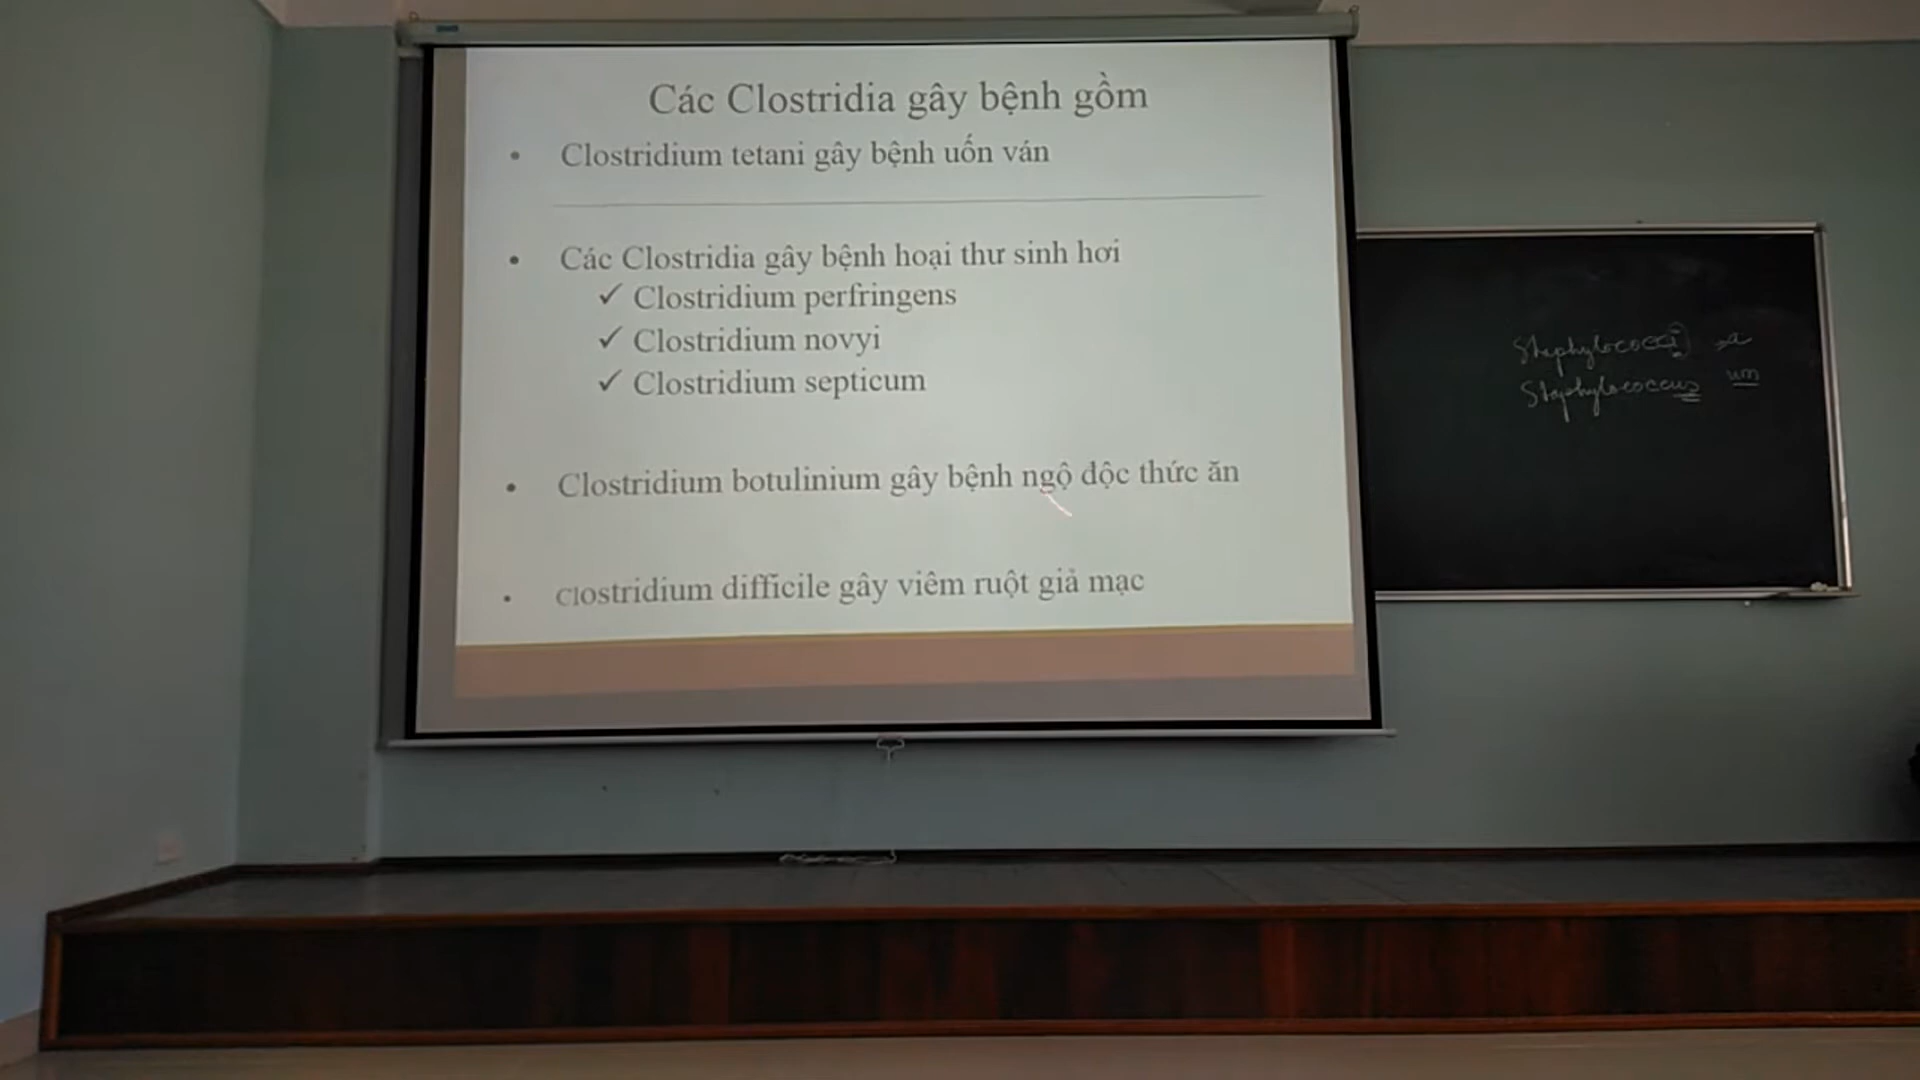 Các Clostridia gây bệnh gồm
• Clostridium tetani gây bệnh uốn ván
• Các Clostridia gây bệnh hoại thư sinh hơi
✓ Clostridium perfringens
✓ Clostridium novyi
✓ Clostridium septicum
• Clostridium botulinium gây bệnh ngộ độc thức ăn
• Clostridium difficile gây viêm ruột giả mạc
Staphylococci → a
Staphylococcus um